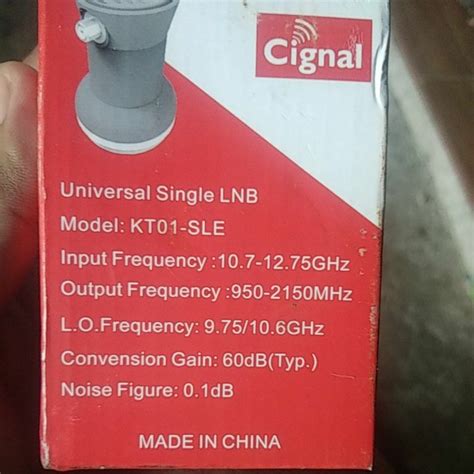 Cignal
Universal Single LNB
Model: KT01-SLE
Input Frequency :10.7-12.75GHz
Output Frequency :950-2150MHz
L.O.Frequency: 9.75/10.6GHz
Convension Gain: 60dB(Typ.)
Noise Figure: 0.1dB
MADE IN CHINA